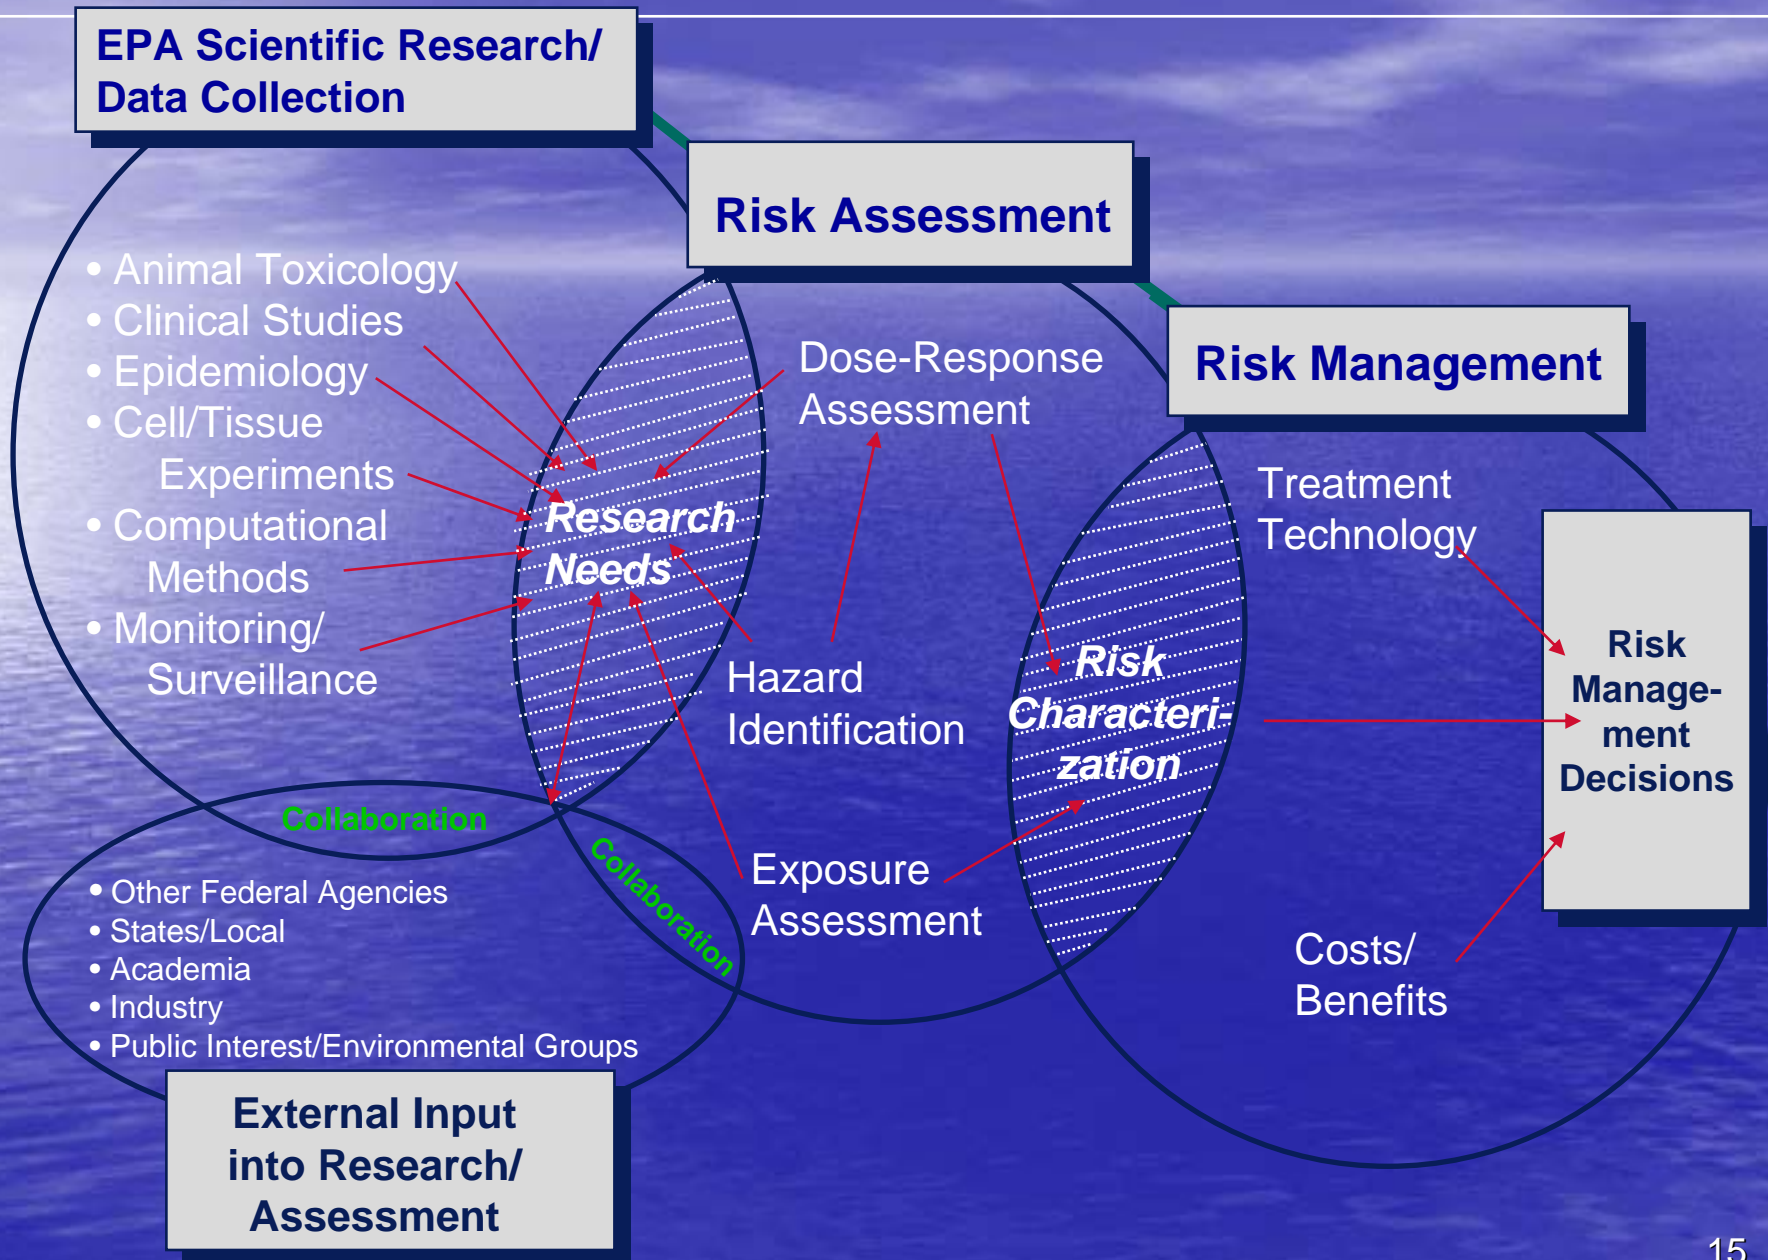 EPA Scientific Research/
Data Collection
Risk Assessment
Risk Management
• Animal Toxicology
• Clinical Studies
• Epidemiology
• Cell/Tissue
Experiments
• Computational
Methods
• Monitoring/
Surveillance
Research
Needs
Dose-Response
Assessment
Hazard
Identification
Exposure
Assessment
Risk
Characteri-
zation
Treatment
Technology
Costs/
Benefits
Risk
Manage-
ment
Decisions
Collaboration
Collaboration
• Other Federal Agencies
• States/Local
• Academia
• Industry
• Public Interest/Environmental Groups
External Input
into Research/
Assessment
15